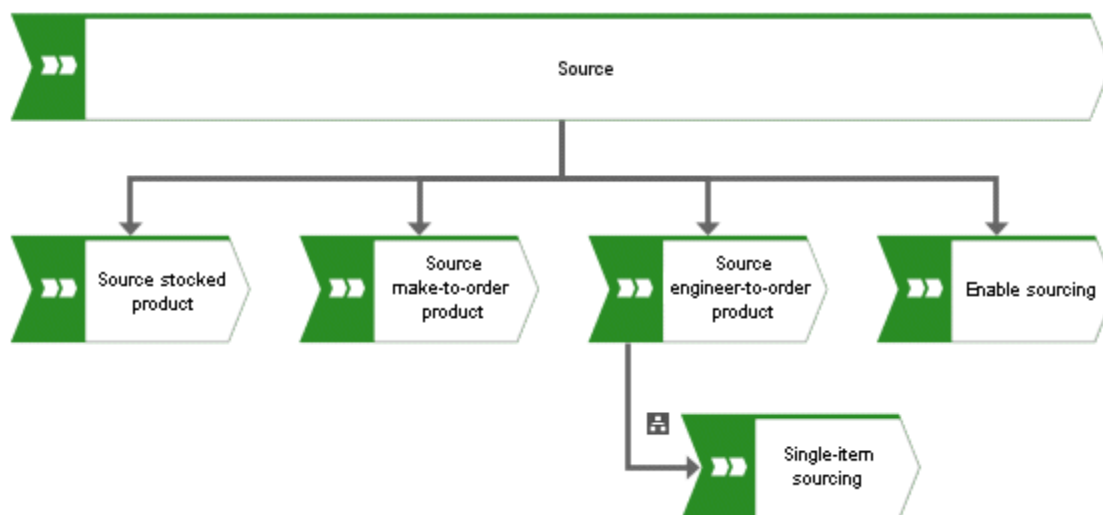 Source
Source stocked
product
Source
make-to-order
product
Source
engineer-to-order
product
Enable sourcing
Single-item
sourcing